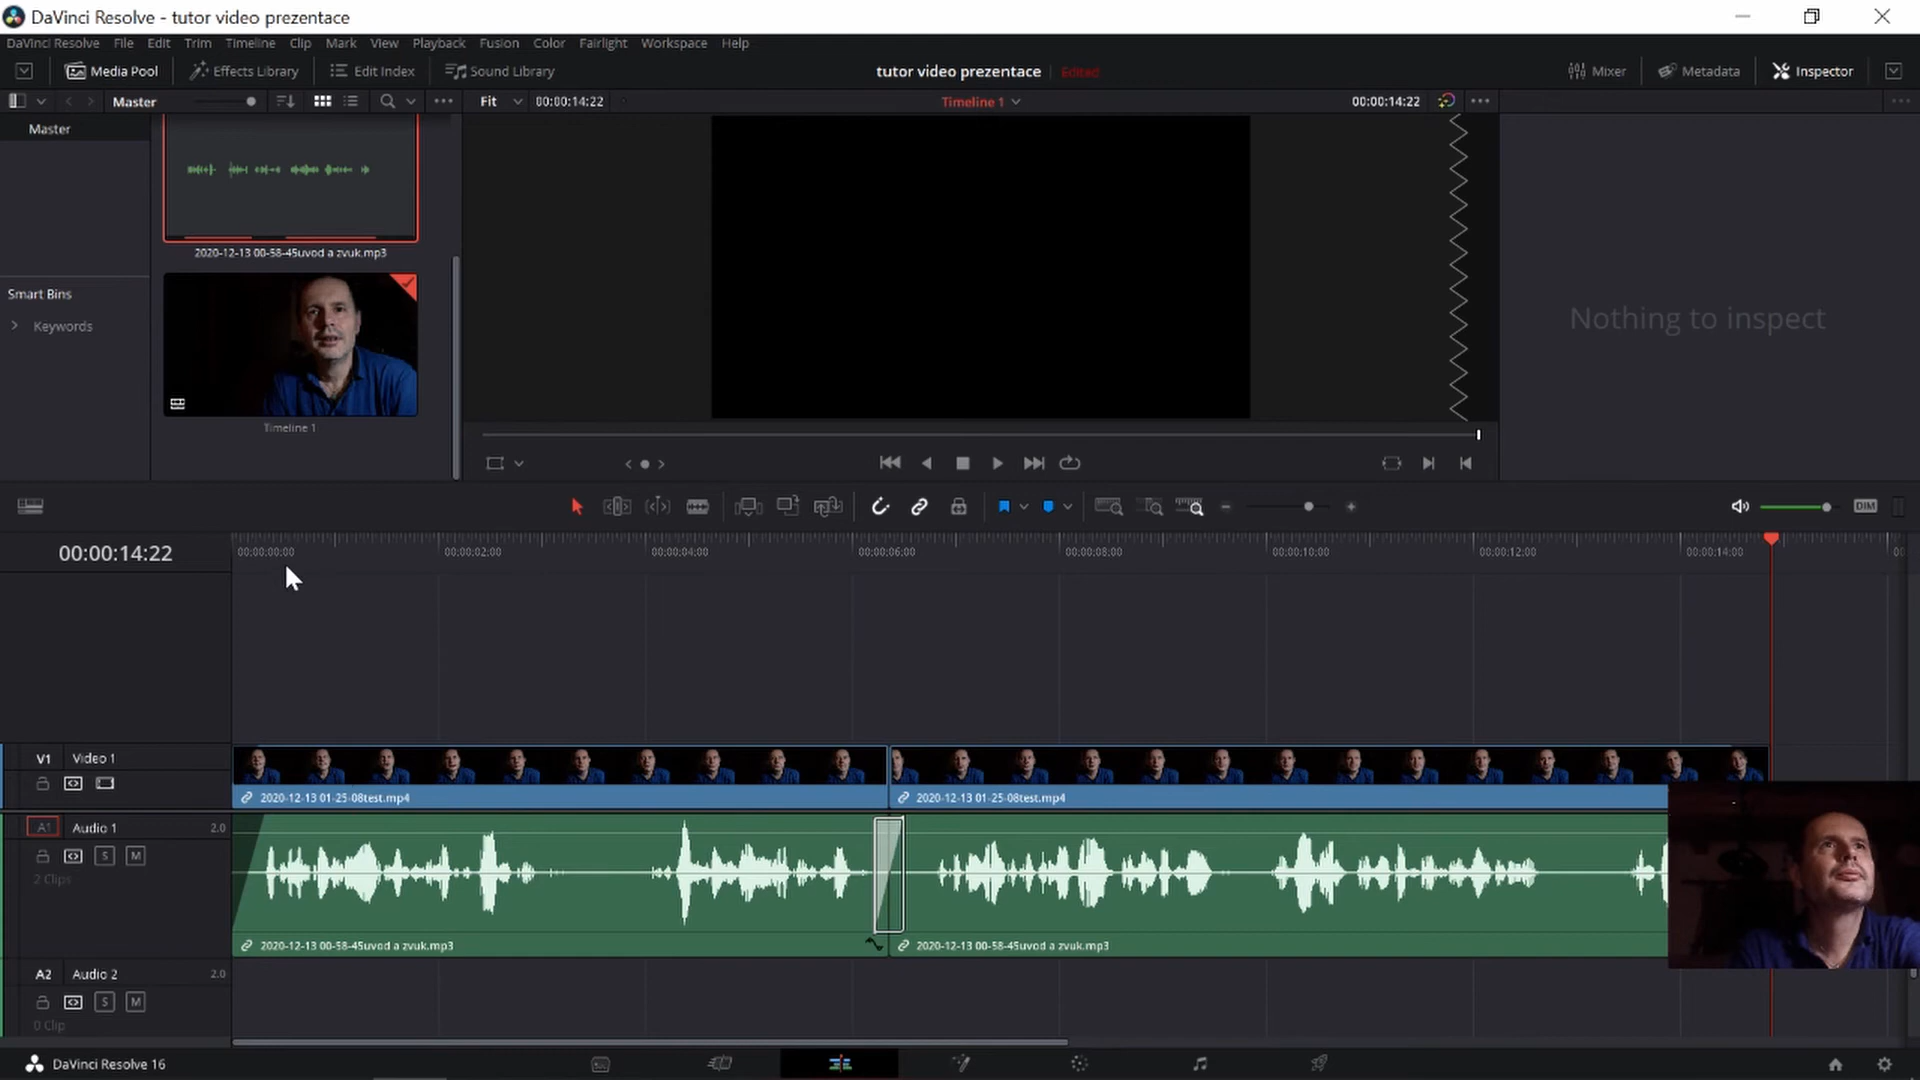 DaVinci Resolve - tutor video prezentace
DaVinci Resolve File Edit Trim Timeline Clip Mark View Playback Fusion Color Fairlight Workspace Help
Media Pool Effects Library Edit Index Sound Library tutor video prezentace Edited Mixer Metadata Inspector
Master Fit 00:00:14:22 Timeline 1 00:00:14:22
Master
2020-12-13 00-58-45uvod a zvuk.mp3
Smart Bins
Keywords
Nothing to inspect
Timeline 1
DIM
00:00:14:22 00:00:00:00 00:00:02:00 00:00:04:00 00:00:06:00 00:00:08:00 00:00:10:00 00:00:12:00 00:00:14:00 00
V1 Video 1
2020-12-13 01-25-08test.mp4 2020-12-13 01-25-08test.mp4
A1 Audio 1 2.0
S M
2 Clips
2020-12-13 00-58-45uvod a zvuk.mp3 2020-12-13 00-58-45uvod a zvuk.mp3
A2 Audio 2 2.0
S M
0 Clip
DaVinci Resolve 16